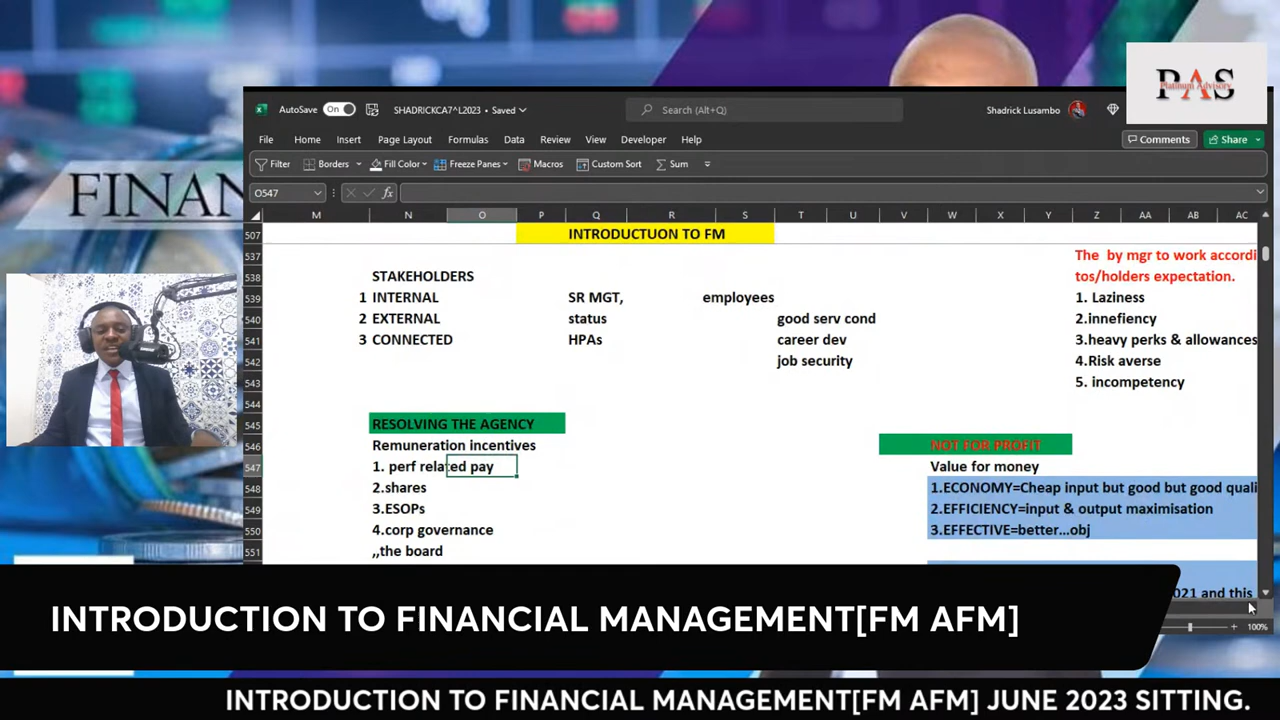 FINAN
PAS
Platinum Advisory
AutoSave On SHADRICKCA7^L2023 • Saved Search (Alt+Q) Shadrick Lusambo
File Home Insert Page Layout Formulas Data Review View Developer Help Comments Share
Filter Borders Fill Color Freeze Panes Macros Custom Sort Sum
O547 fx
M N O P Q R S T U V W X Y Z AA AB AC
507 INTRODUCTUON TO FM
537 The by mgr to work accordi
538 STAKEHOLDERS tos/holders expectation.
539 1 INTERNAL SR MGT, employees 1. Laziness
540 2 EXTERNAL status good serv cond 2.innefiency
541 3 CONNECTED HPAs career dev 3.heavy perks & allowances
542 job security 4.Risk averse
543 5. incompetency
544
545 RESOLVING THE AGENCY
546 Remuneration incentives NOT FOR PROFIT
547 1. perf related pay Value for money
548 2.shares 1.ECONOMY=Cheap input but good but good quali
549 3.ESOPs 2.EFFICIENCY=input & output maximisation
550 4.corp governance 3.EFFECTIVE=better...obj
551 ,,the board
2021 and this
100%
INTRODUCTION TO FINANCIAL MANAGEMENT[FM AFM]
INTRODUCTION TO FINANCIAL MANAGEMENT[FM AFM] JUNE 2023 SITTING.